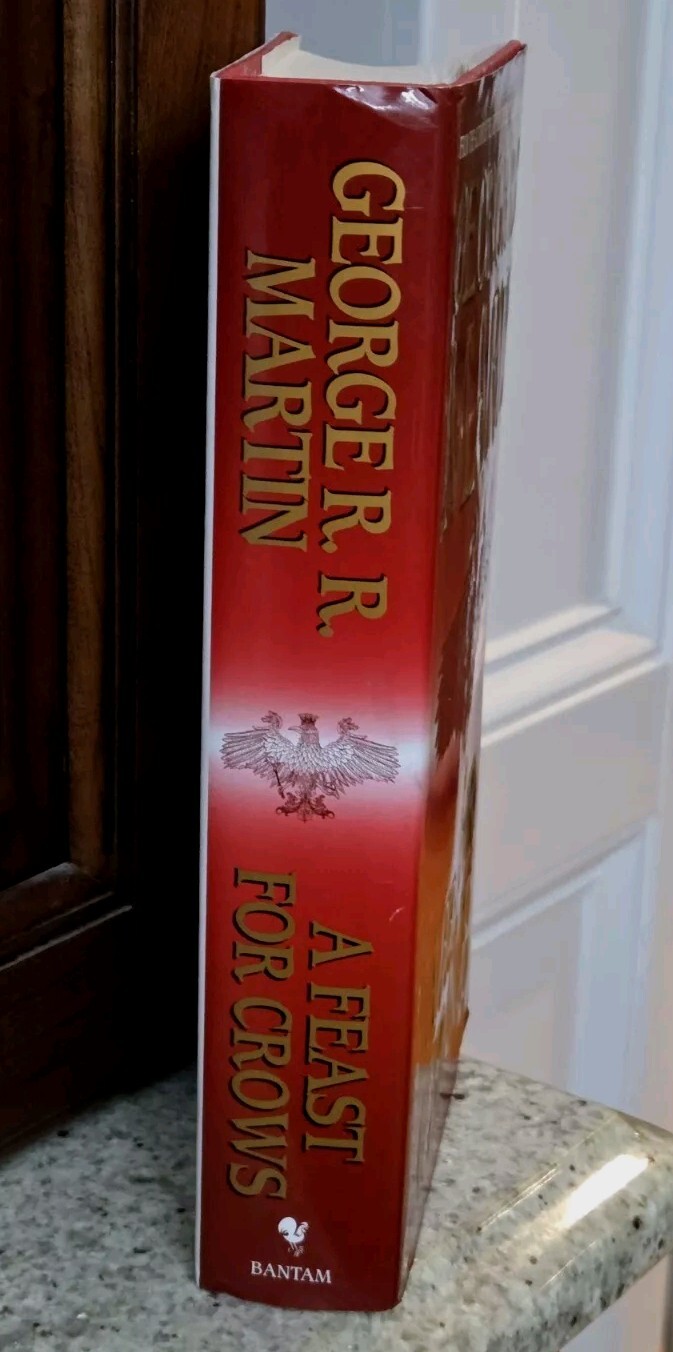 GEORGE R. R.
MARTIN
A FEAST
FOR CROWS
BANTAM